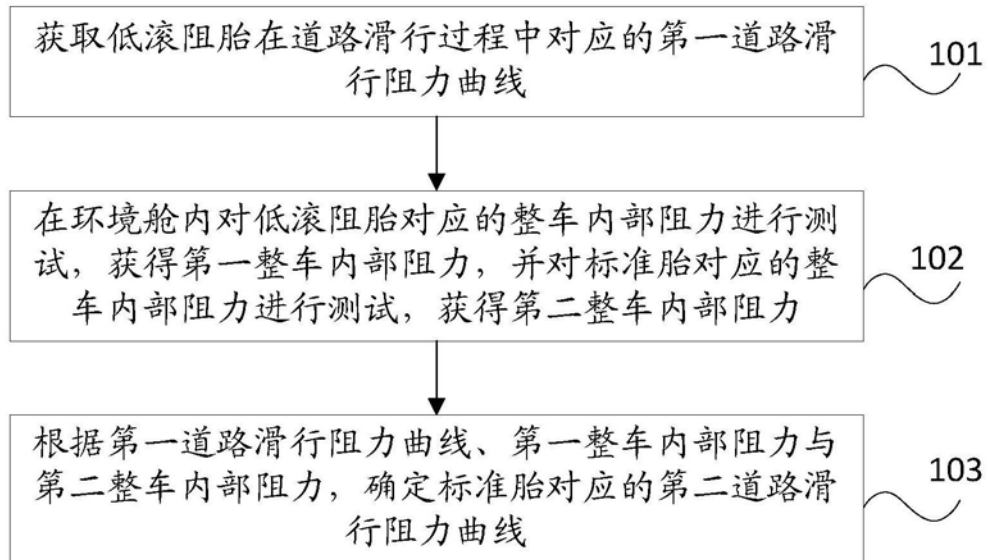 获取低滚阻胎在道路滑行过程中对应的第一道路滑
行阻力曲线
101
在环境舱内对低滚阻胎对应的整车内部阻力进行测
试，获得第一整车内部阻力，并对标准胎对应的整
车内部阻力进行测试，获得第二整车内部阻力
102
根据第一道路滑行阻力曲线、第一整车内部阻力与
第二整车内部阻力，确定标准胎对应的第二道路滑
行阻力曲线
103